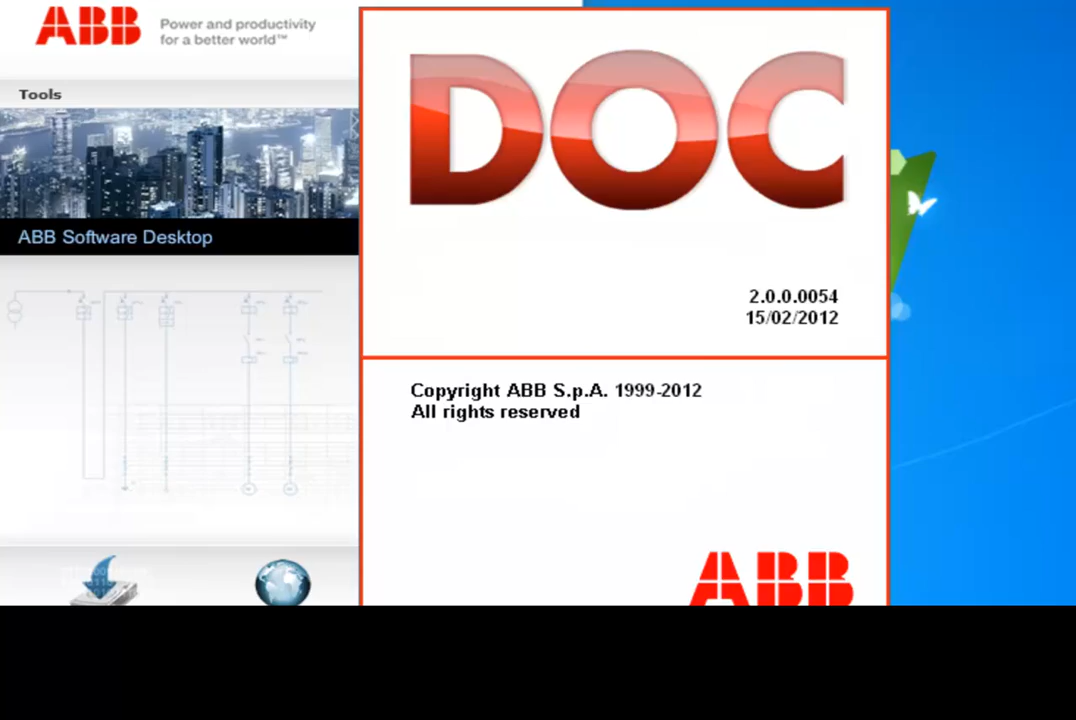 ABB
Power and productivity
for a better world™
Tools
ABB Software Desktop
DOC
2.0.0.0054
15/02/2012
Copyright ABB S.p.A. 1999-2012
All rights reserved
ABB